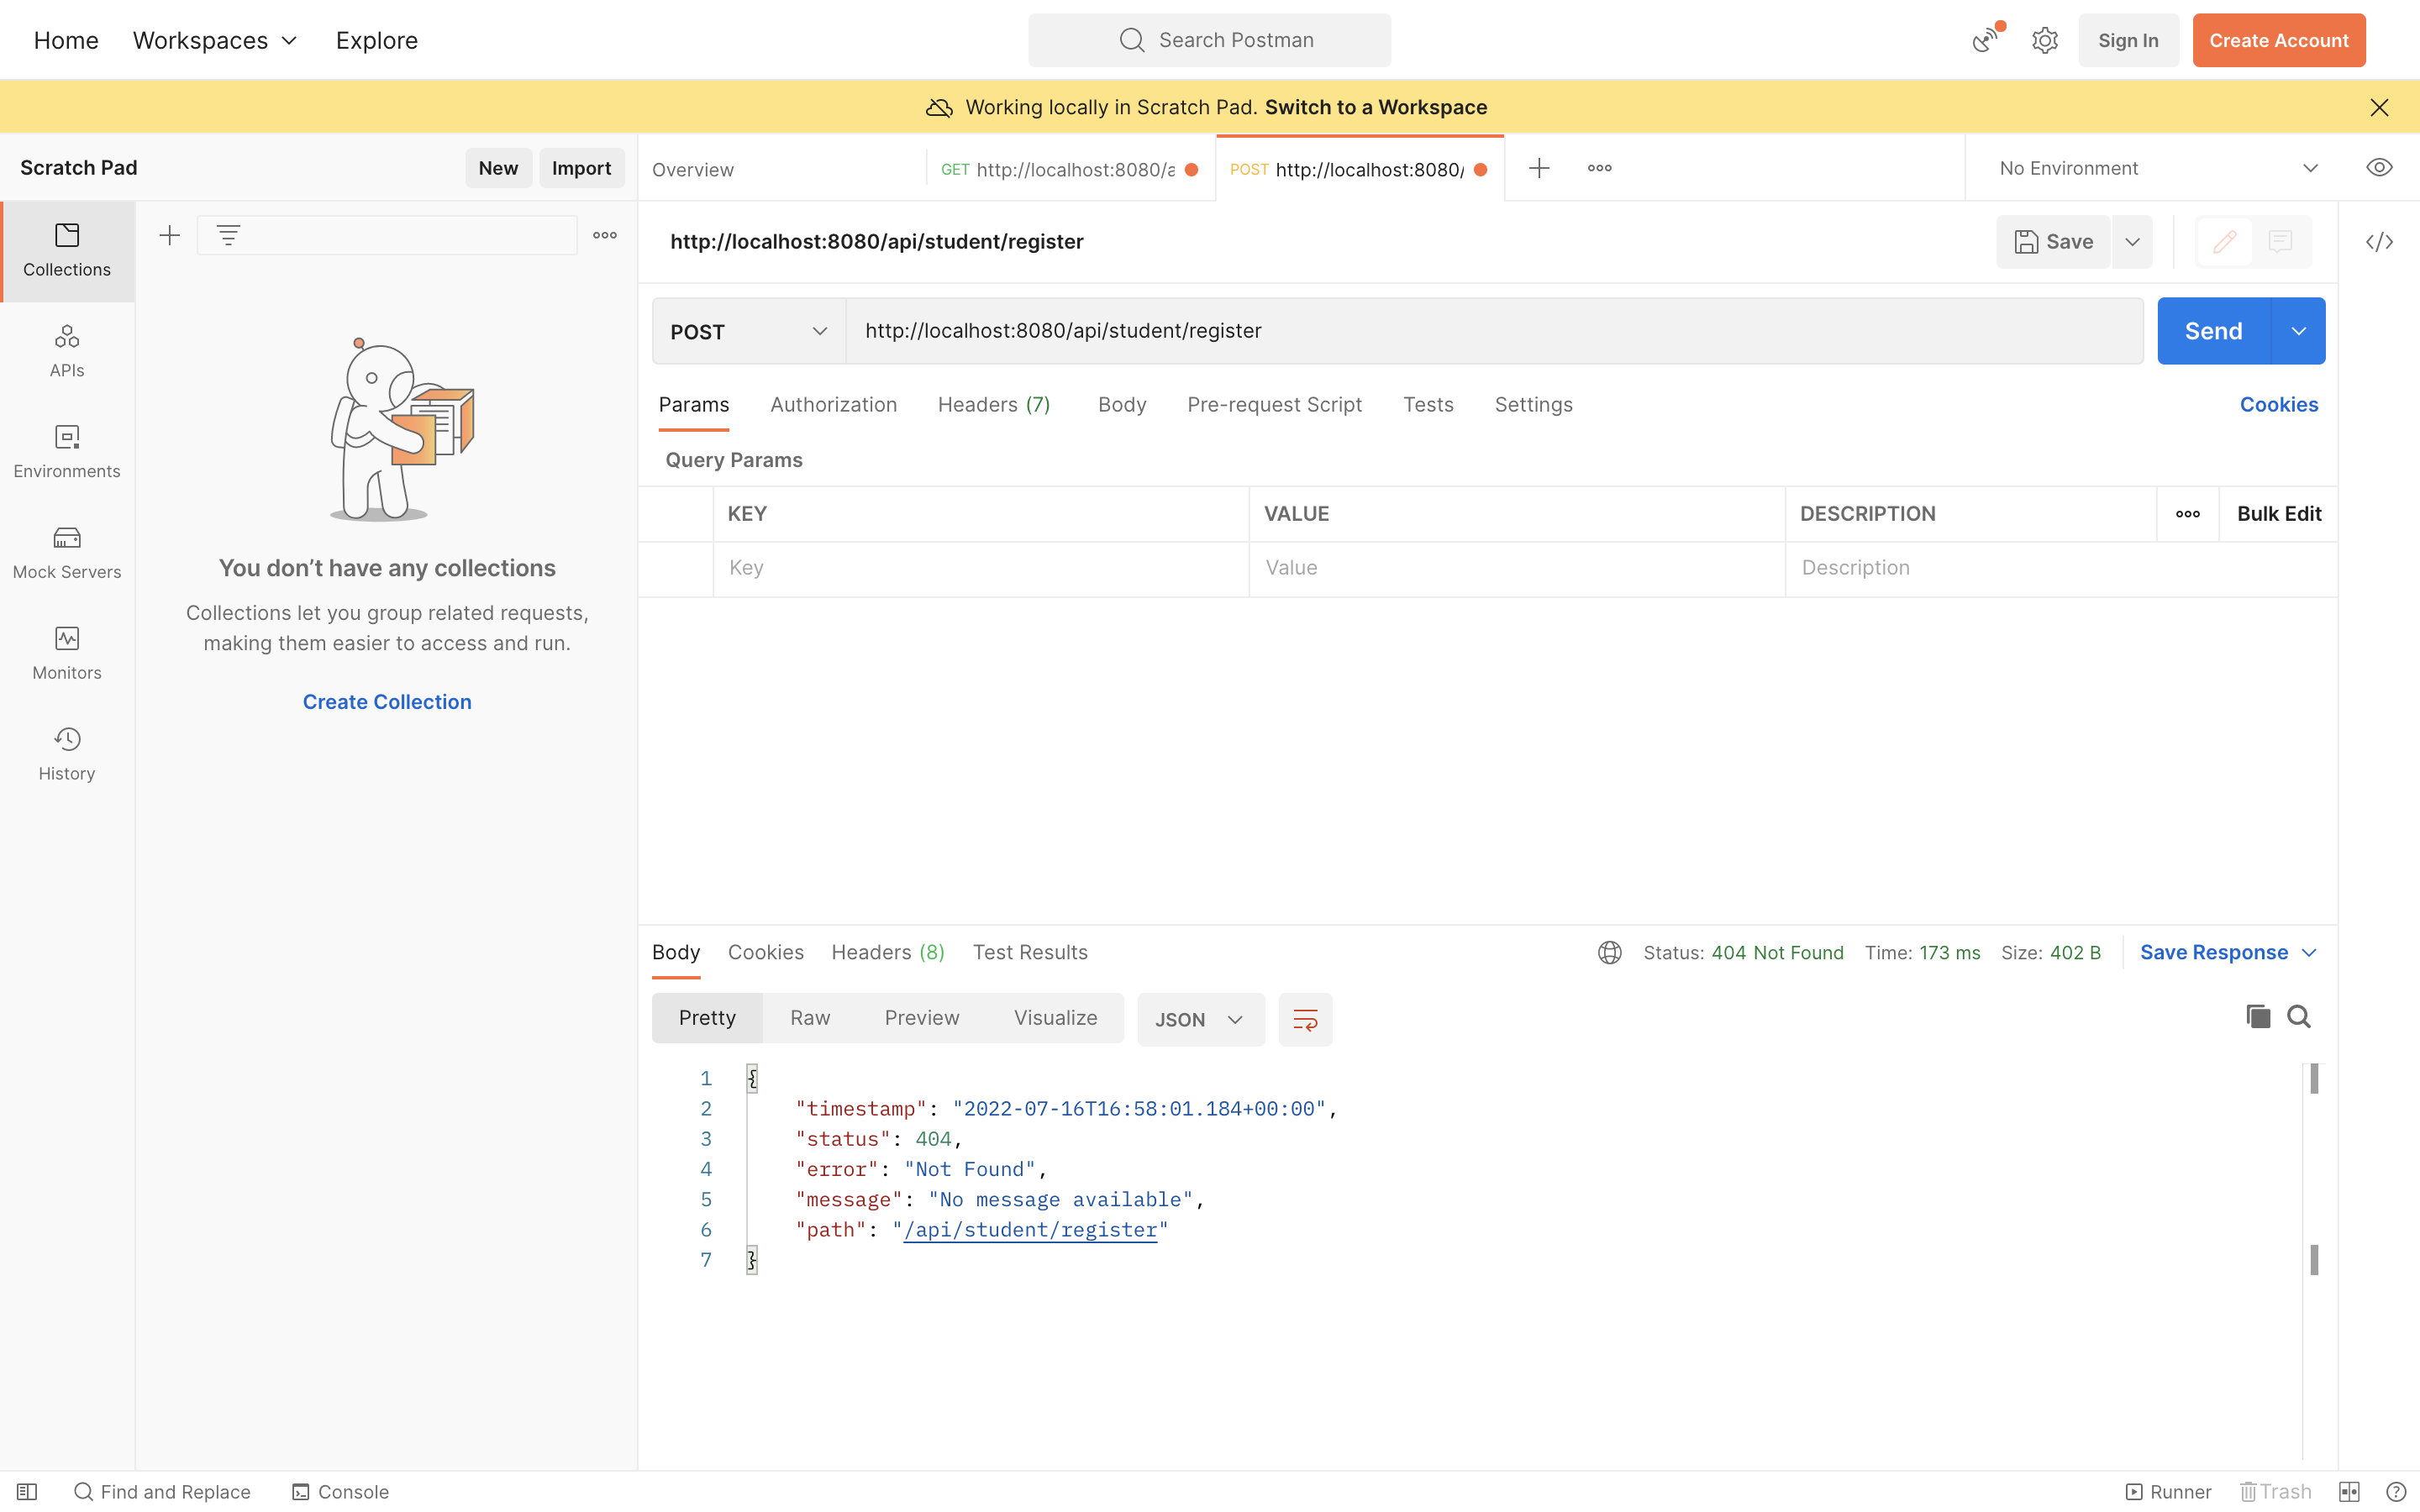 Home Workspaces Explore Search Postman Sign In Create Account
Working locally in Scratch Pad. Switch to a Workspace
Scratch Pad New Import
Overview GET http://localhost:8080/a POST http://localhost:8080/ No Environment
Collections
APIs
Environments
Mock Servers
Monitors
History
You don’t have any collections
Collections let you group related requests,
making them easier to access and run.
Create Collection
http://localhost:8080/api/student/register Save
POST http://localhost:8080/api/student/register Send
Params Authorization Headers (7) Body Pre-request Script Tests Settings Cookies
Query Params
KEY VALUE DESCRIPTION Bulk Edit
Key Value Description
Body Cookies Headers (8) Test Results Status: 404 Not Found Time: 173 ms Size: 402 B Save Response
Pretty Raw Preview Visualize JSON
1 {
2 "timestamp": "2022-07-16T16:58:01.184+00:00",
3 "status": 404,
4 "error": "Not Found",
5 "message": "No message available",
6 "path": "/api/student/register"
7 }
Find and Replace Console Runner Trash